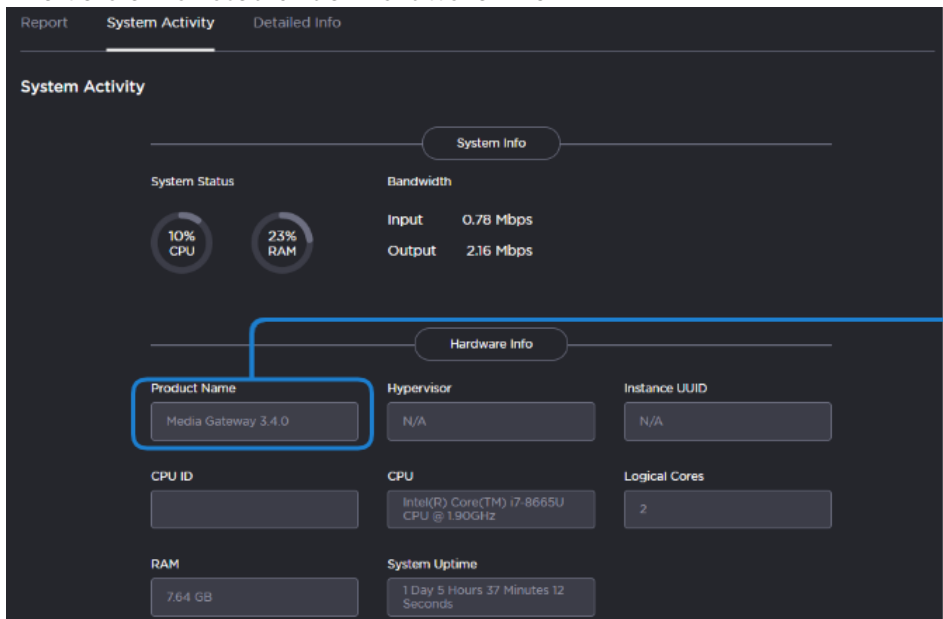 Report System Activity Detailed Info
System Activity
System Info
System Status Bandwidth
Input 0.78 Mbps
10% CPU
23% RAM
Output 2.16 Mbps
Hardware Info
Product Name Hypervisor Instance UUID
Media Gateway 3.4.0 N/A N/A
CPU ID CPU Logical Cores
Intel(R) Core(TM) i7-8665U
CPU @ 1.90GHz
2
RAM System Uptime
7.64 GB
1 Day 5 Hours 37 Minutes 12
Seconds